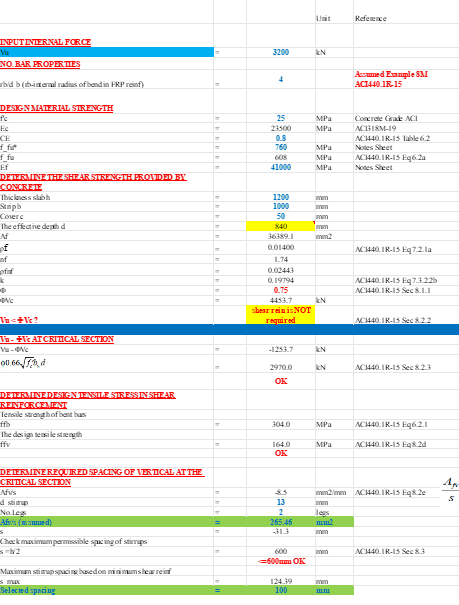 Unit Reference
INPUT INTERNAL FORCE
Vu = 3200 kN
NO. BAR PROPERTIES
rb/d_b (rb-internal radius of bend in FRP reinf) = 4 Assumed Example 8M
ACI440.1R-15
DESIGN MATERIAL STRENGTH
f'c = 25 MPa Concrete Grade ACI
Ec = 23500 MPa ACI318M-19
CE = 0.8 ACI440.1R-15 Table 6.2
f_fu* = 760 MPa Notes Sheet
f_fu = 608 MPa ACI440.1R-15 Eq 6.2a
Ef = 41000 MPa Notes Sheet
DETERMINE THE SHEAR STRENGTH PROVIDED BY
CONCRETE
Thickness slab h = 1200 mm
Strip b = 1000 mm
Cover c = 50 mm
The effective depth d = 840 mm
Af = 36389.1 mm2
ρf = 0.01400 ACI440.1R-15 Eq 7.2.1a
nf = 1.74
ρfnf = 0.02443
k = 0.19794 ACI440.1R-15 Eq 7.3.2.2b
Φ = 0.75 ACI440.1R-15 Sec 8.1.1
ΦVc = 4453.7 kN
shear rein is NOT
Vu < ΦVc ? required ACI440.1R-15 Sec 8.2.2
Vu - ΦVc AT CRITICAL SECTION
Vu - ΦVc = -1253.7 kN
φ0.66√f'c b_w d = 2970.0 kN ACI440.1R-15 Sec 8.2.3
OK
DETERMINE DESIGN TENSILE STRESS IN SHEAR
REINFORCEMENT
Tensile strength of bent bars
ffb = 304.0 MPa ACI440.1R-15 Eq 6.2.1
The design tensile strength
ffv = 164.0 MPa ACI440.1R-15 Eq 8.2d
OK
DETERMINE REQUIRED SPACING OF VERTICAL AT THE
CRITICAL SECTION
Afv/s = -8.5 mm2/mm ACI440.1R-15 Eq 8.2e
d_stirrup = 13 mm
No.Legs = 2 legs
Afv/s (assumed) = 265.46 mm2
s = -31.3 mm
Check maximum permissible spacing of stirrups
s = h/2 = 600 mm ACI440.1R-15 Sec 8.3
<=600mm OK
Maximum stirrup spacing based on minimum shear reinf
s_max = 124.39 mm
Selected spacing = 100 mm